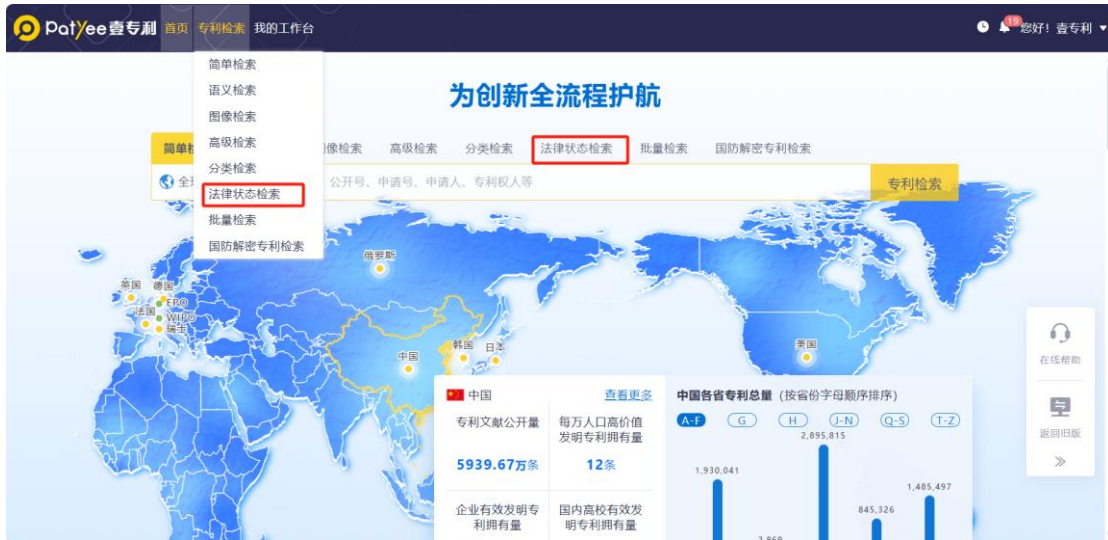 PatYee壹专利 首页 专利检索 我的工作台
19
您好！壹专利
简单检索
语义检索
图像检索
高级检索
分类检索
法律状态检索
批量检索
国防解密专利检索
为创新全流程护航
简单检 像检索 高级检索 分类检索 法律状态检索 批量检索 国防解密专利检索
全 公开号、申请号、申请人、专利权人等
专利检索
俄罗斯
英国 德国
EPO
法国 WIPO
瑞士
中国
韩国 日本
美国
在线帮助
返回旧版
中国 查看更多
专利文献公开量
5939.67万条
每万人口高价值
发明专利拥有量
12条
企业有效发明专
利拥有量
国内高校有效发
明专利拥有量
中国各省专利总量（按省份字母顺序排序）
A-F G H J-N Q-S T-Z
2,895,815
1,930,041
1,485,497
845,326